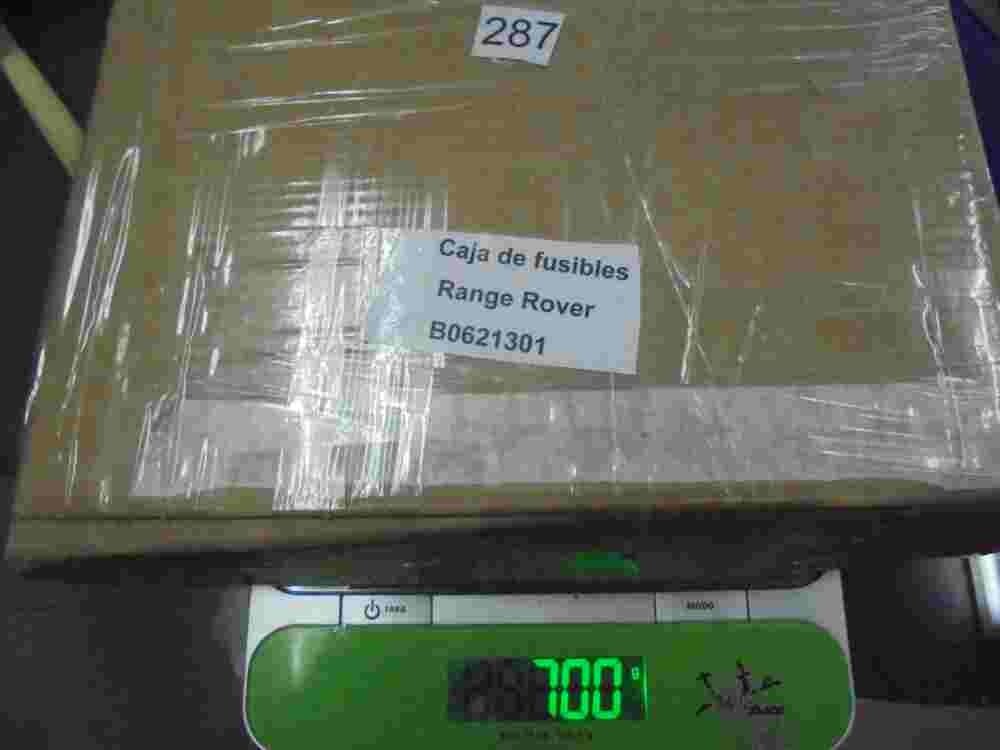 287
Caja de fusibles
Range Rover
B0621301
TARA
MODO
700 g